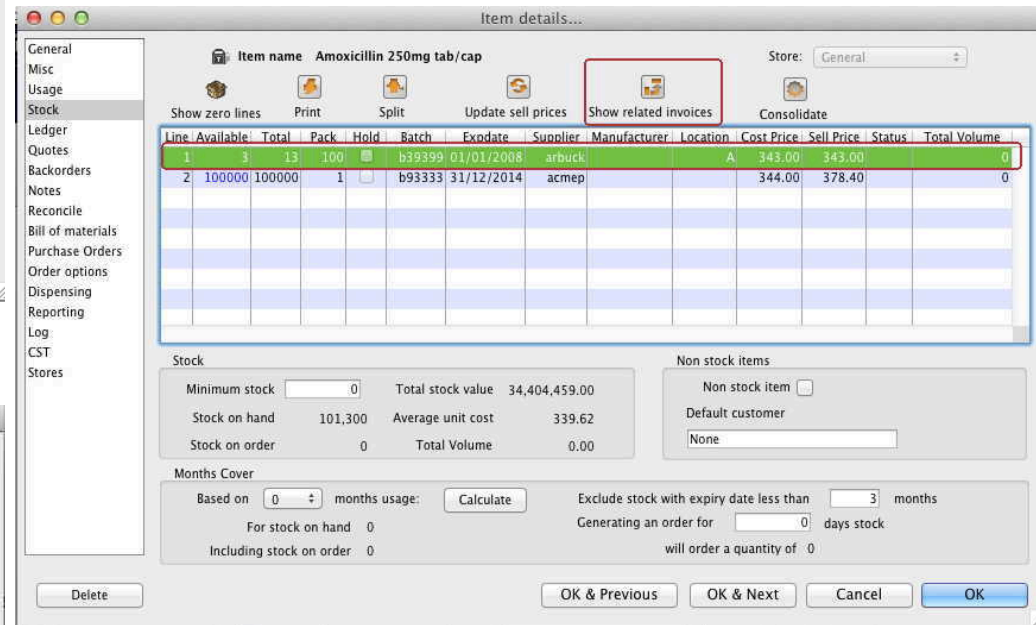 Item details...
General
Misc
Usage
Stock
Ledger
Quotes
Backorders
Notes
Reconcile
Bill of materials
Purchase Orders
Order options
Dispensing
Reporting
Log
CST
Stores
Item name Amoxicillin 250mg tab/cap
Store: General
Show zero lines Print Split Update sell prices Show related invoices Consolidate
Line Available Total Pack Hold Batch Expdate Supplier Manufacturer Location Cost Price Sell Price Status Total Volume
1 3 13 100 b39399 01/01/2008 arbuck A 343.00 343.00 0
2 100000 100000 1 b93333 31/12/2014 acmep 344.00 378.40 0
Stock
Minimum stock 0 Total stock value 34,404,459.00
Stock on hand 101,300 Average unit cost 339.62
Stock on order 0 Total Volume 0.00
Non stock items
Non stock item
Default customer
None
Months Cover
Based on 0 months usage: Calculate
For stock on hand 0
Including stock on order 0
Exclude stock with expiry date less than 3 months
Generating an order for 0 days stock
will order a quantity of 0
Delete OK & Previous OK & Next Cancel OK